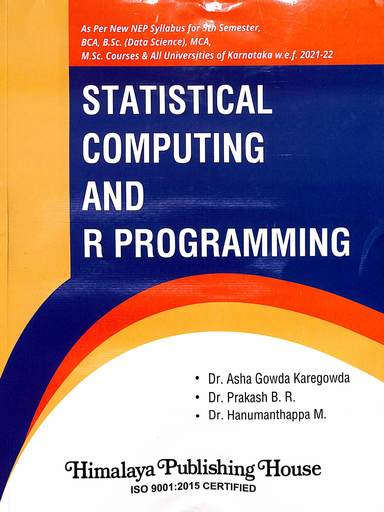 As Per New NEP Syllabus for 5th Semester,
BCA, B.Sc. (Data Science), MCA,
M.Sc. Courses & All Universities of Karnataka w.e.f. 2021-22
STATISTICAL
COMPUTING
AND
R PROGRAMMING
• Dr. Asha Gowda Karegowda
• Dr. Prakash B. R.
• Dr. Hanumanthappa M.
Himalaya Publishing House
ISO 9001:2015 CERTIFIED